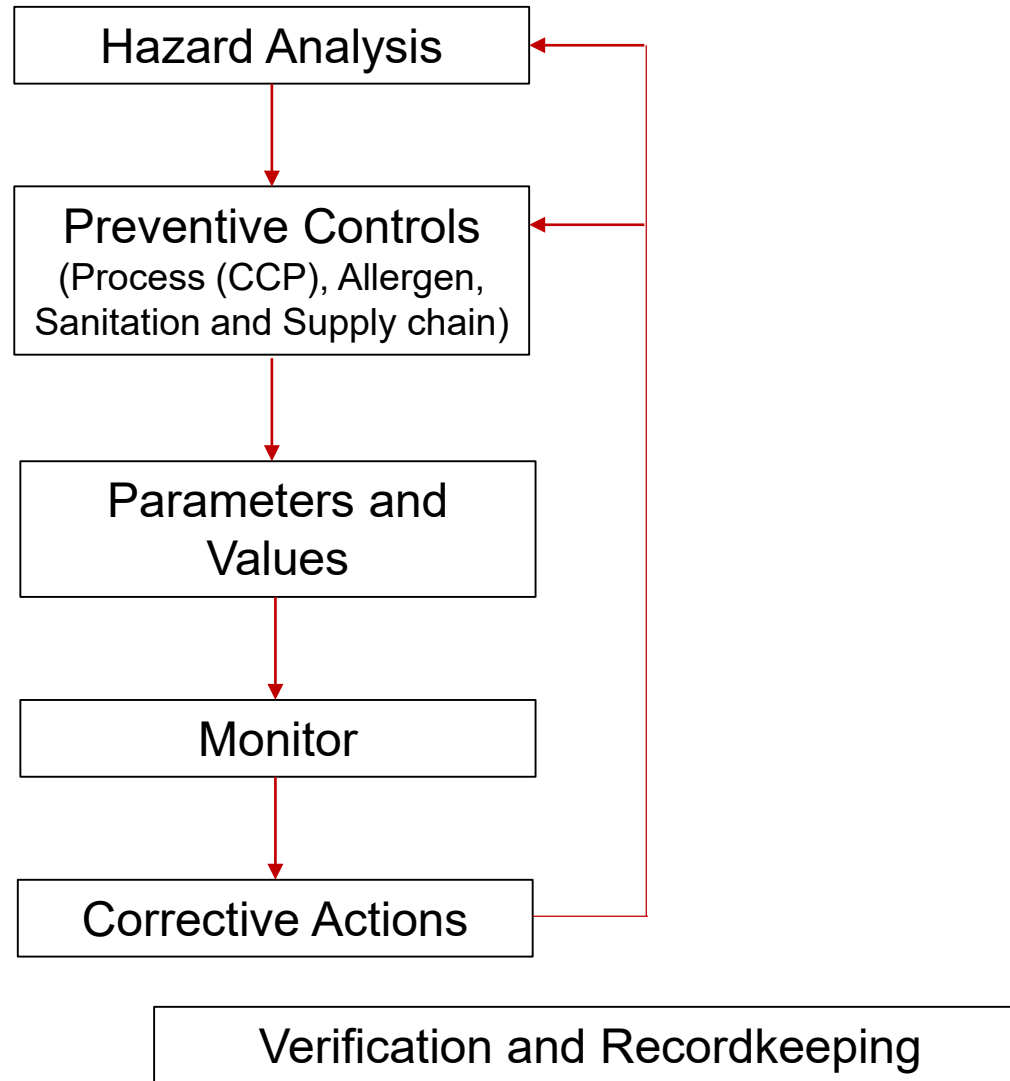 Hazard Analysis
Preventive Controls
(Process (CCP), Allergen,
Sanitation and Supply chain)
Parameters and
Values
Monitor
Corrective Actions
Verification and Recordkeeping